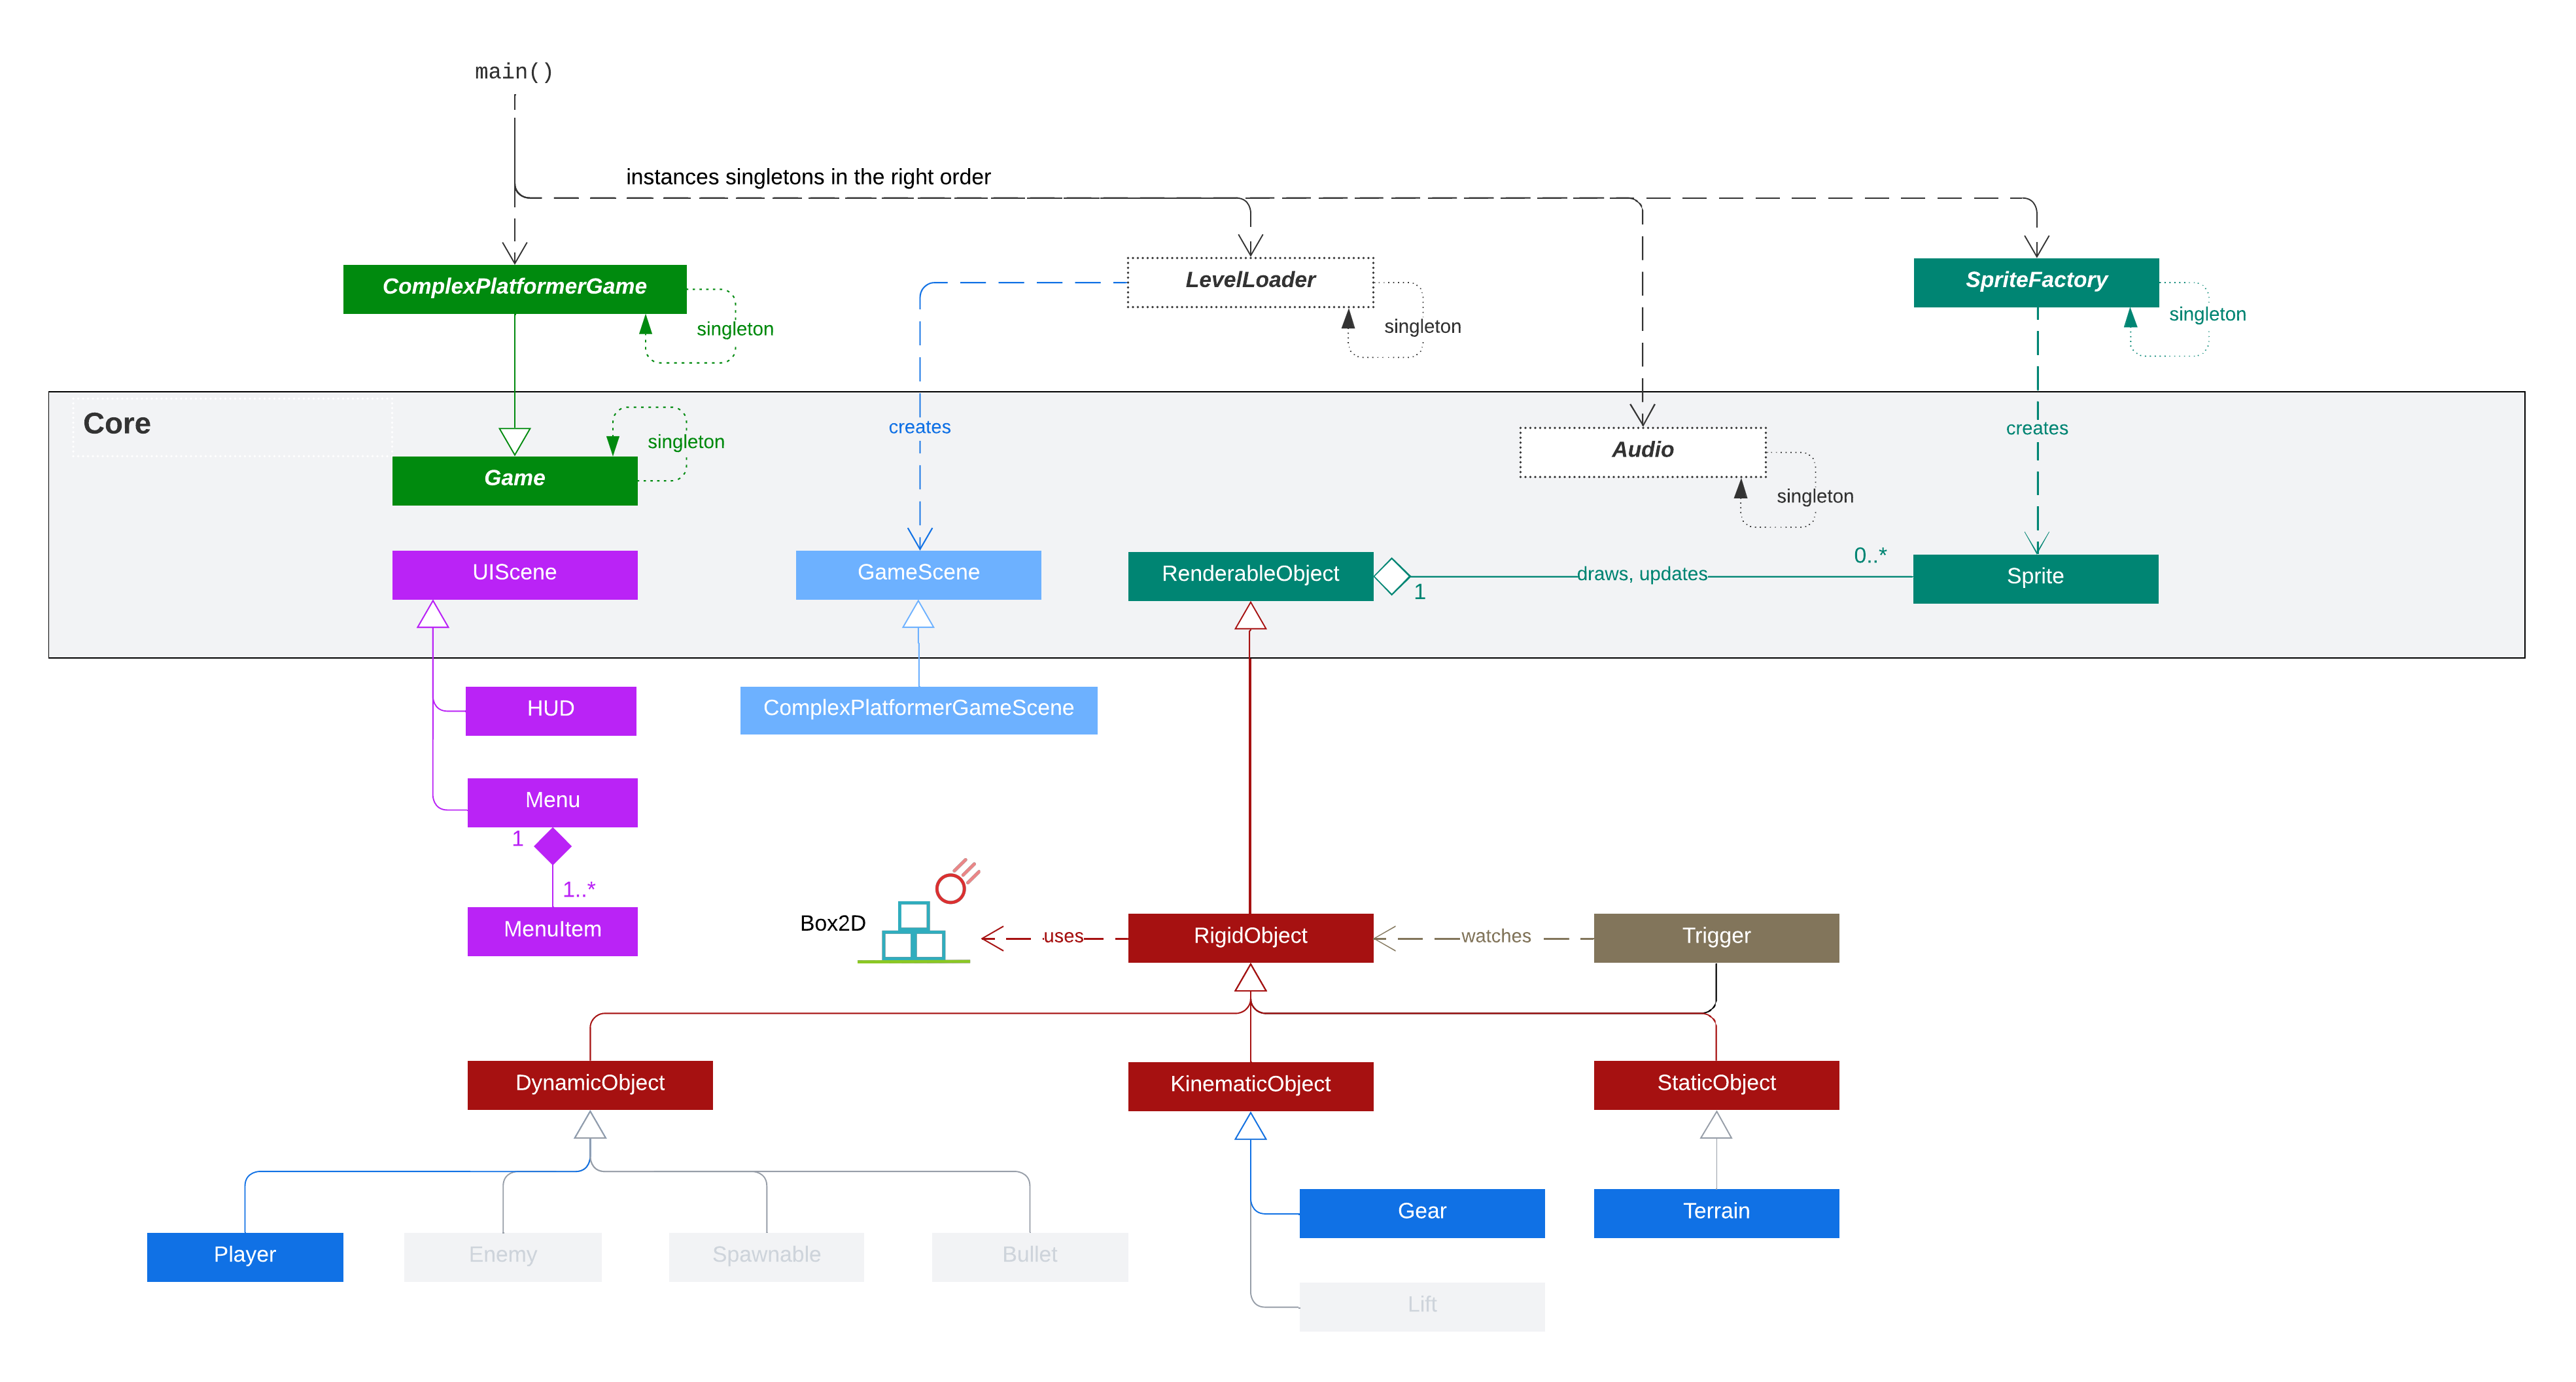 main()
instances singletons in the right order
ComplexPlatformerGame
singleton
LevelLoader
singleton
SpriteFactory
singleton
Core
Game
singleton
creates
Audio
singleton
creates
UIScene
GameScene
RenderableObject
1
draws, updates
0..*
Sprite
HUD
ComplexPlatformerGameScene
Menu
1
1..*
MenuItem
Box2D
uses
RigidObject
watches
Trigger
DynamicObject
KinematicObject
StaticObject
Gear
Terrain
Player
Enemy
Spawnable
Bullet
Lift